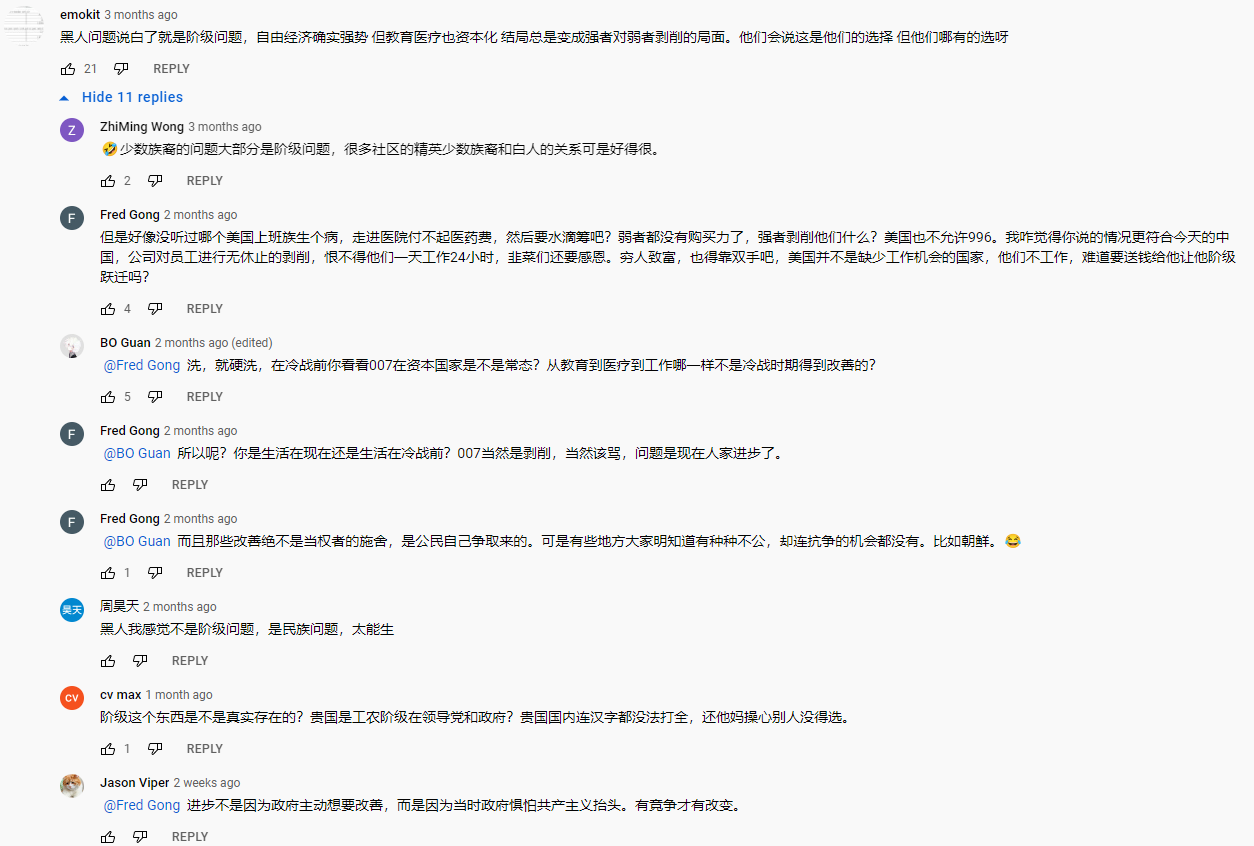 emokit 3 months ago
黑人问题说白了就是阶级问题，自由经济确实强势 但教育医疗也资本化 结局总是变成强者对弱者剥削的局面。他们会说这是他们的选择 但他们哪有的选呀
21 REPLY
Hide 11 replies
Z
ZhiMing Wong 3 months ago
🤣少数族裔的问题大部分是阶级问题，很多社区的精英少数族裔和白人的关系可是好得很。
2 REPLY
F
Fred Gong 2 months ago
但是好像没听过哪个美国上班族生个病，走进医院付不起医药费，然后要水滴筹吧？弱者都没有购买力了，强者剥削他们什么？美国也不允许996。我咋觉得你说的情况更符合今天的中
国，公司对员工进行无休止的剥削，恨不得他们一天工作24小时，韭菜们还要感恩。穷人致富，也得靠双手吧，美国并不是缺少工作机会的国家，他们不工作，难道要送钱给他让他阶级
跃迁吗？
4 REPLY
BO Guan 2 months ago (edited)
@Fred Gong 洗，就硬洗，在冷战前你看看007在资本国家是不是常态？从教育到医疗到工作哪一样不是冷战时期得到改善的？
5 REPLY
F
Fred Gong 2 months ago
@BO Guan 所以呢？你是生活在现在还是生活在冷战前？007当然是剥削，当然该骂，问题是现在人家进步了。
REPLY
F
Fred Gong 2 months ago
@BO Guan 而且那些改善绝不是当权者的施舍，是公民自己争取来的。可是有些地方大家明知道有种种不公，却连抗争的机会都没有。比如朝鲜。😂
1 REPLY
昊天
周昊天 2 months ago
黑人我感觉不是阶级问题，是民族问题，太能生
REPLY
CV
cv max 1 month ago
阶级这个东西是不是真实存在的？贵国是工农阶级在领导党和政府？贵国国内连汉字都没法打全，还他妈操心别人没得选。
1 REPLY
Jason Viper 2 weeks ago
@Fred Gong 进步不是因为政府主动想要改善，而是因为当时政府惧怕共产主义抬头。有竞争才有改变。
REPLY